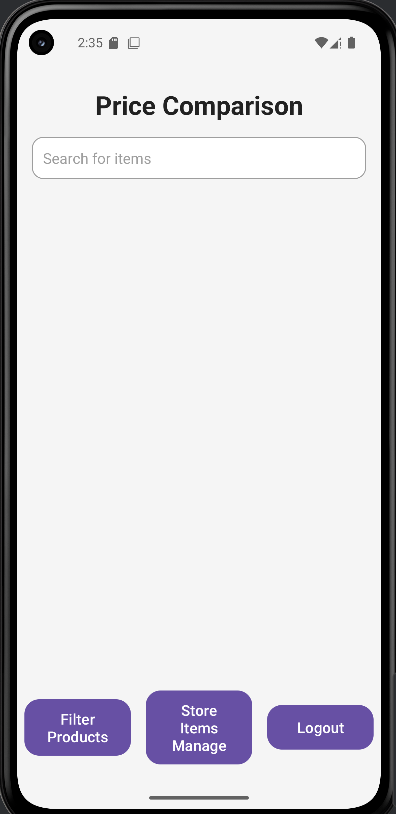 2:35
Price Comparison
Search for items
Filter
Products
Store
Items
Manage
Logout